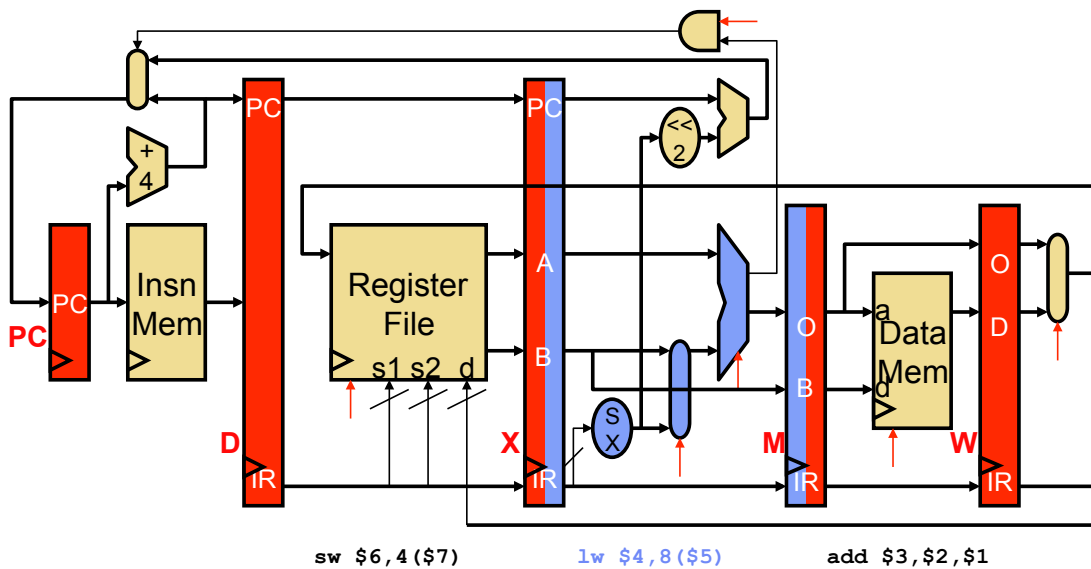 <<
2
+
4
PC
PC
PC
PC
Insn
Mem
Register
File
s1 s2 d
A
B
S
X
O
B
a
d
Data
Mem
O
D
D
X
M
W
IR
IR
IR
IR
sw $6,4($7)
lw $4,8($5)
add $3,$2,$1